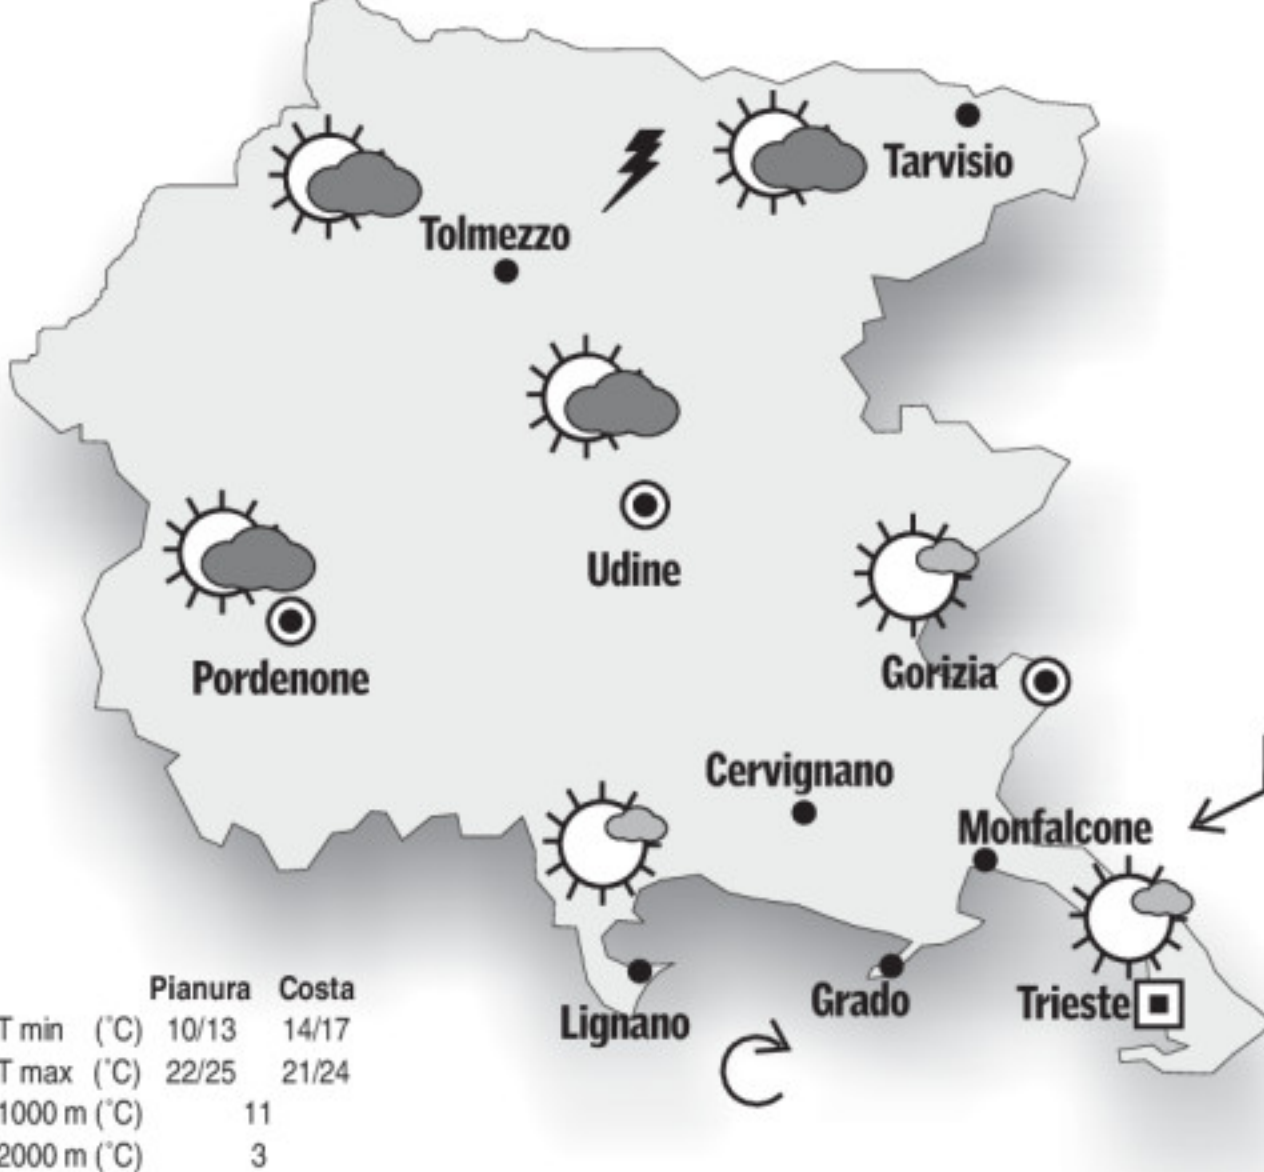 Tarvisio
Tolmezzo
Udine
Pordenone
Gorizia
Cervignano
Monfalcone
Grado
Trieste
Lignano
Pianura Costa
T min (°C) 10/13 14/17
T max (°C) 22/25 21/24
1000 m (°C) 11
2000 m (°C) 3